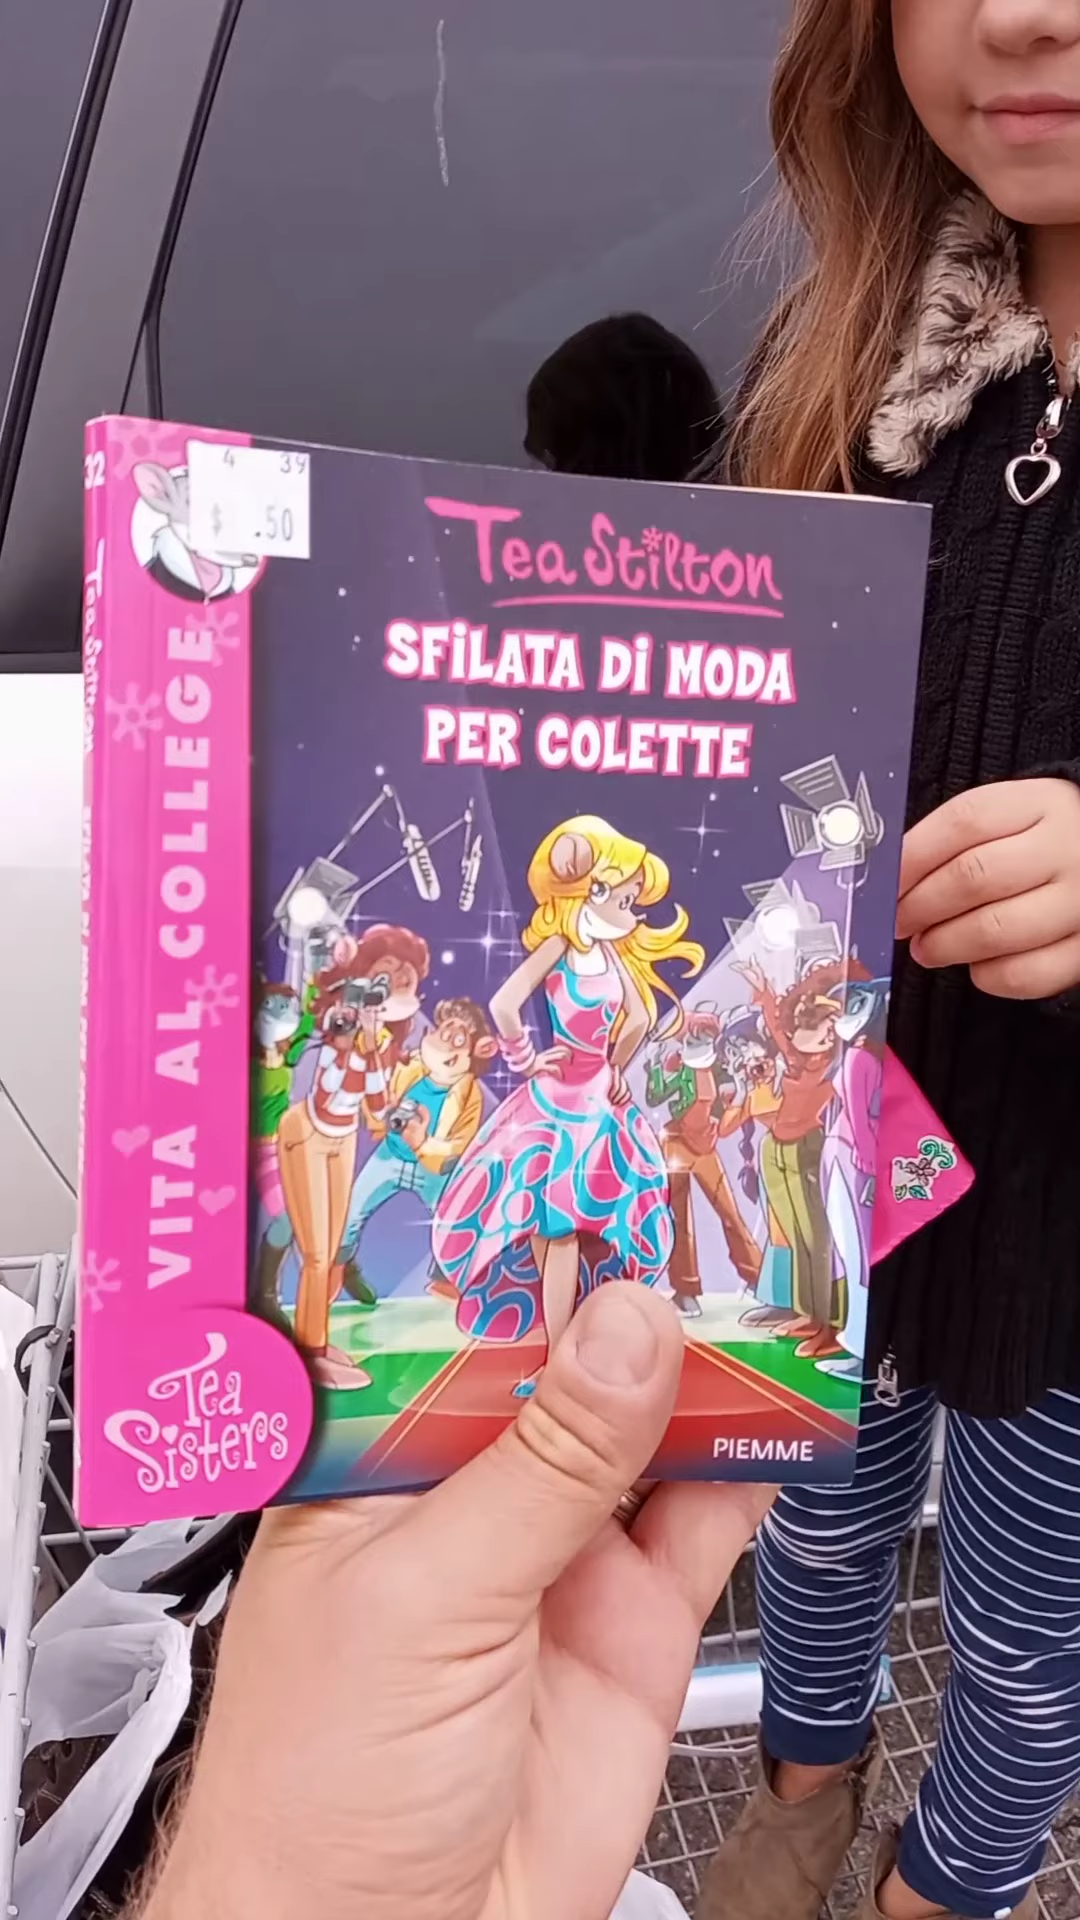 4 39
$ .50
Tea Stilton
SFILATA DI MODA
PER COLETTE
VITA AL COLLEGE
Tea
Sisters
PIEMME
32
Tea Stilton